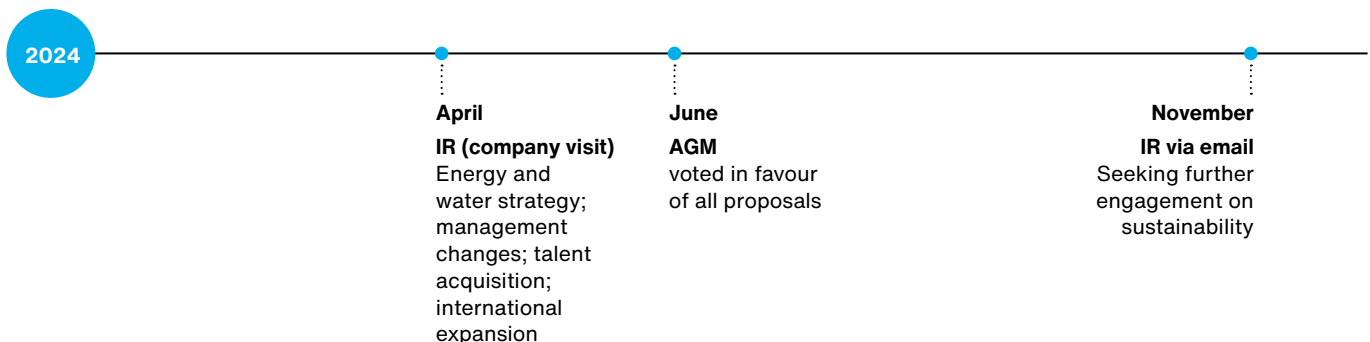 2024
April
IR (company visit)
Energy and
water strategy;
management
changes; talent
acquisition;
international
expansion
June
AGM
voted in favour
of all proposals
November
IR via email
Seeking further
engagement on
sustainability